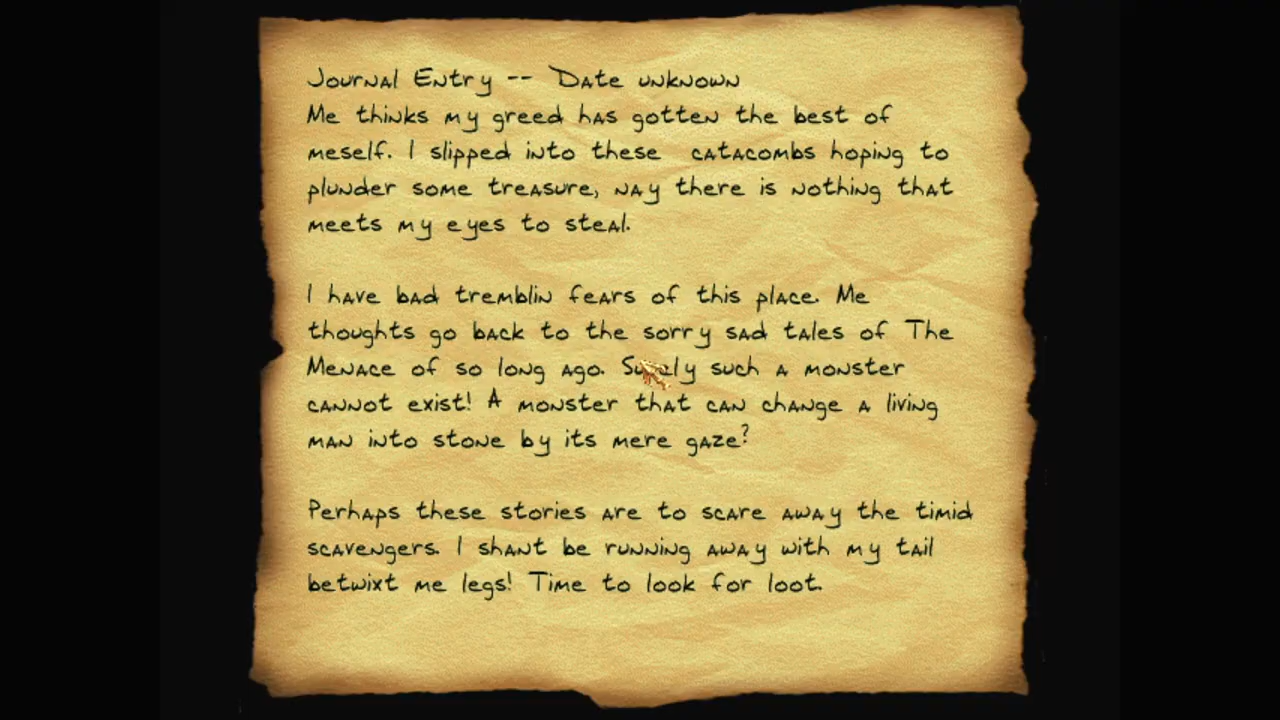 Journal Entry -- Date unknown
Me thinks my greed has gotten the best of
meself. I slipped into these catacombs hoping to
plunder some treasure, nay there is nothing that
meets my eyes to steal.
I have bad tremblin fears of this place. Me
thoughts go back to the sorry sad tales of The
Menace of so long ago. Surely such a monster
cannot exist! A monster that can change a living
man into stone by its mere gaze?
Perhaps these stories are to scare away the timid
scavengers. I shant be running away with my tail
betwixt me legs! Time to look for loot.